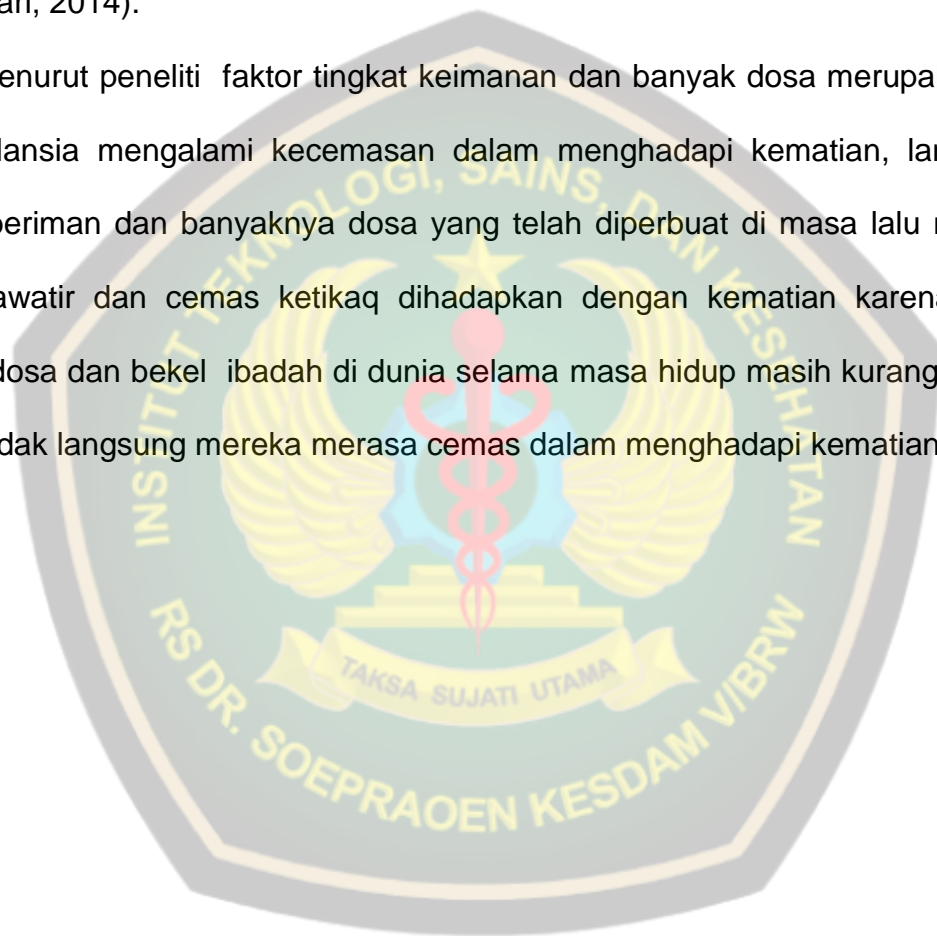 an, 2014).
enurut peneliti faktor tingkat keimanan dan banyak dosa merupa
lansia mengalami kecemasan dalam menghadapi kematian, lan
beriman dan banyaknya dosa yang telah diperbuat di masa lalu
awatir dan cemas ketikaq dihadapkan dengan kematian karena
dosa dan bekel ibadah di dunia selama masa hidup masih kurang
dak langsung mereka merasa cemas dalam menghadapi kematian
INSTITUT TEKNOLOGI, SAINS, DAN KESEHATAN
TAKSA SUJATI UTAMA
RS DR. SOEPRAOEN KESDAM V/BRW